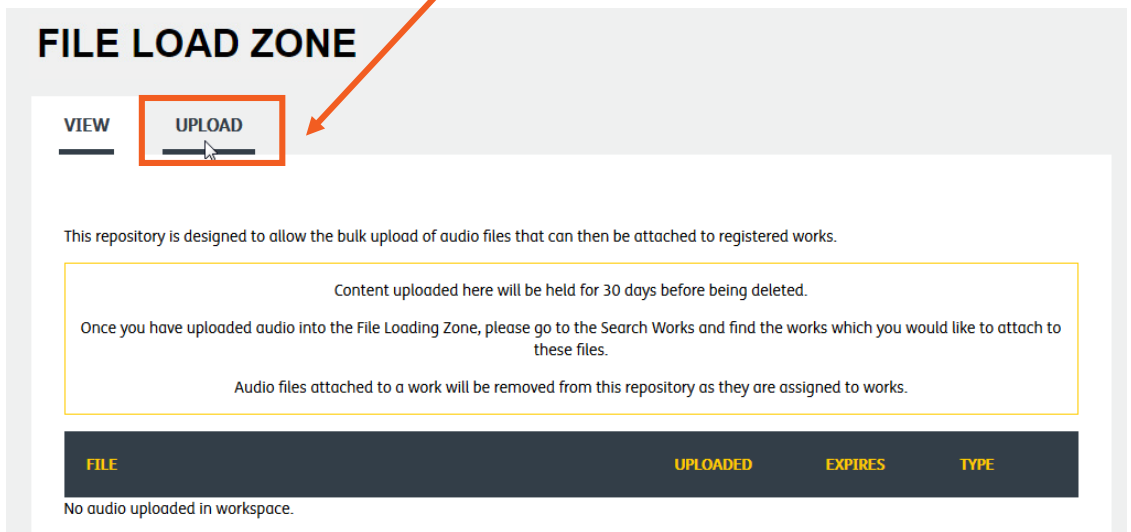 FILE LOAD ZONE
VIEW UPLOAD
This repository is designed to allow the bulk upload of audio files that can then be attached to registered works.
Content uploaded here will be held for 30 days before being deleted.
Once you have uploaded audio into the File Loading Zone, please go to the Search Works and find the works which you would like to attach to
these files.
Audio files attached to a work will be removed from this repository as they are assigned to works.
FILE UPLOADED EXPIRES TYPE
No audio uploaded in workspace.